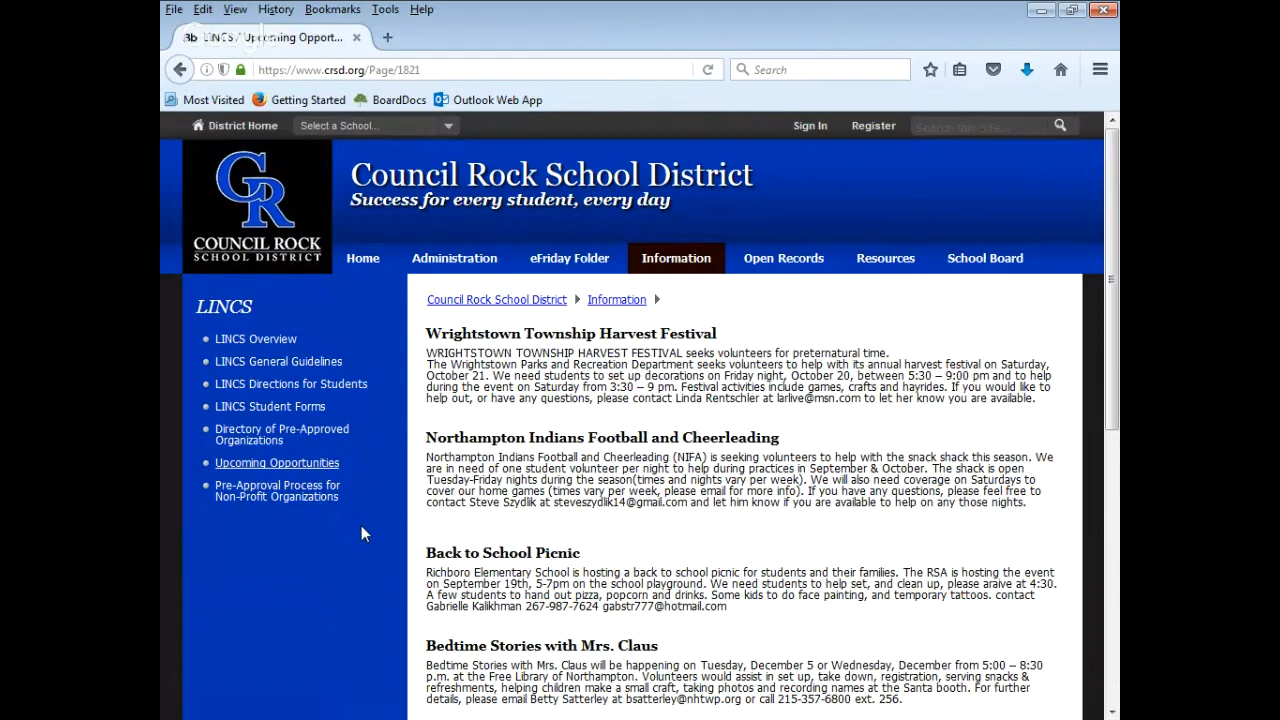 File Edit View History Bookmarks Tools Help
LINCS / Upcoming Opport...
https://www.crsd.org/Page/1821
Search
Most Visited Getting Started BoardDocs Outlook Web App
District Home Select a School... Sign In Register Search this Site...
GR
COUNCIL ROCK
SCHOOL DISTRICT
Council Rock School District
Success for every student, every day
Home Administration eFriday Folder Information Open Records Resources School Board
LINCS
LINCS Overview
LINCS General Guidelines
LINCS Directions for Students
LINCS Student Forms
Directory of Pre-Approved
Organizations
Upcoming Opportunities
Pre-Approval Process for
Non-Profit Organizations
Council Rock School District Information
Wrightstown Township Harvest Festival
WRIGHTSTOWN TOWNSHIP HARVEST FESTIVAL seeks volunteers for preternatural time.
The Wrightstown Parks and Recreation Department seeks volunteers to help with its annual harvest festival on Saturday,
October 21. We need students to set up decorations on Friday night, October 20, between 5:30 – 9:00 pm and to help
during the event on Saturday from 3:30 – 9 pm. Festival activities include games, crafts and hayrides. If you would like to
help out, or have any questions, please contact Linda Rentschler at larlive@msn.com to let her know you are available.
Northampton Indians Football and Cheerleading
Northampton Indians Football and Cheerleading (NIFA) is seeking volunteers to help with the snack shack this season. We
are in need of one student volunteer per night to help during practices in September & October. The shack is open
Tuesday-Friday nights during the season(times and nights vary per week). We will also need coverage on Saturdays to
cover our home games (times vary per week, please email for more info). If you have any questions, please feel free to
contact Steve Szydlik at steveszydlik14@gmail.com and let him know if you are available to help on any those nights.
Back to School Picnic
Richboro Elementary School is hosting a back to school picnic for students and their families. The RSA is hosting the event
on September 19th, 5-7pm on the school playground. We need students to help set, and clean up, please araive at 4:30.
A few students to hand out pizza, popcorn and drinks. Some kids to do face painting, and temporary tattoos. contact
Gabrielle Kalikhman 267-987-7624 gabstr777@hotmail.com
Bedtime Stories with Mrs. Claus
Bedtime Stories with Mrs. Claus will be happening on Tuesday, December 5 or Wednesday, December from 5:00 – 8:30
p.m. at the Free Library of Northampton. Volunteers would assist in set up, take down, registration, serving snacks &
refreshments, helping children make a small craft, taking photos and recording names at the Santa booth. For further
details, please email Betty Satterley at bsatterley@nhtwp.org or call 215-357-6800 ext. 256.